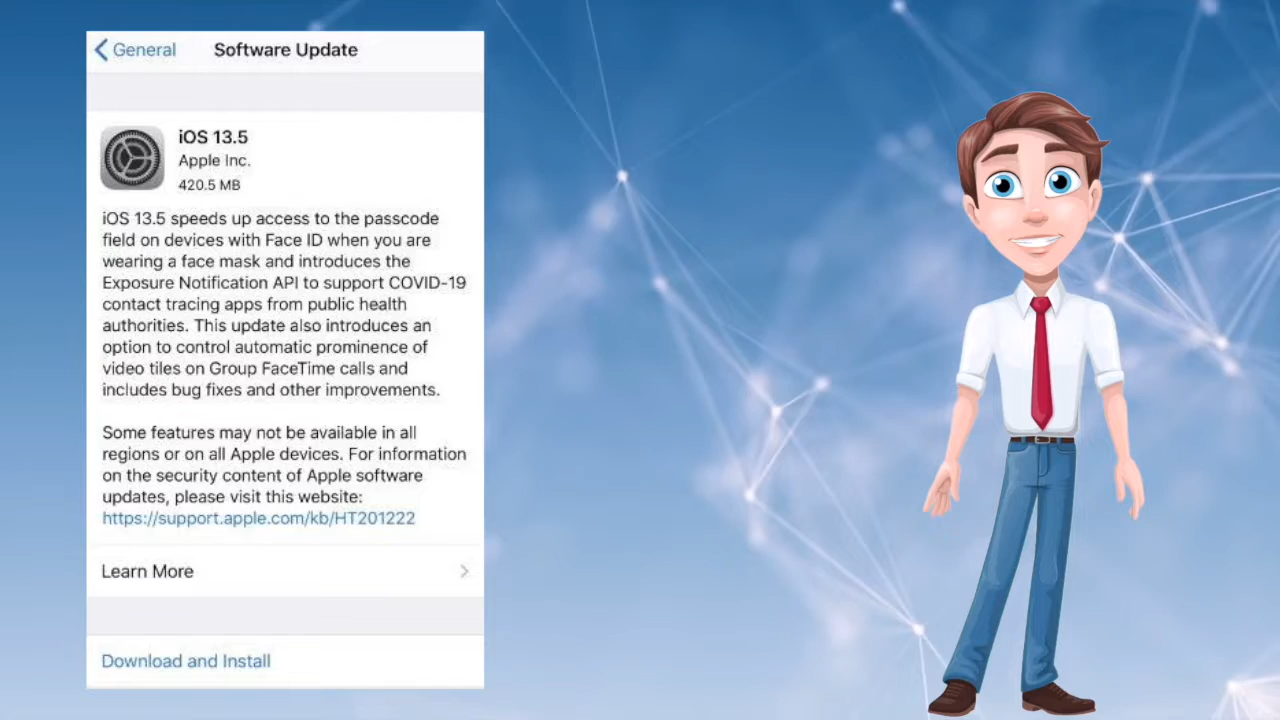 General
Software Update
iOS 13.5
Apple Inc.
420.5 MB
iOS 13.5 speeds up access to the passcode
field on devices with Face ID when you are
wearing a face mask and introduces the
Exposure Notification API to support COVID-19
contact tracing apps from public health
authorities. This update also introduces an
option to control automatic prominence of
video tiles on Group FaceTime calls and
includes bug fixes and other improvements.
Some features may not be available in all
regions or on all Apple devices. For information
on the security content of Apple software
updates, please visit this website:
https://support.apple.com/kb/HT201222
Learn More
Download and Install